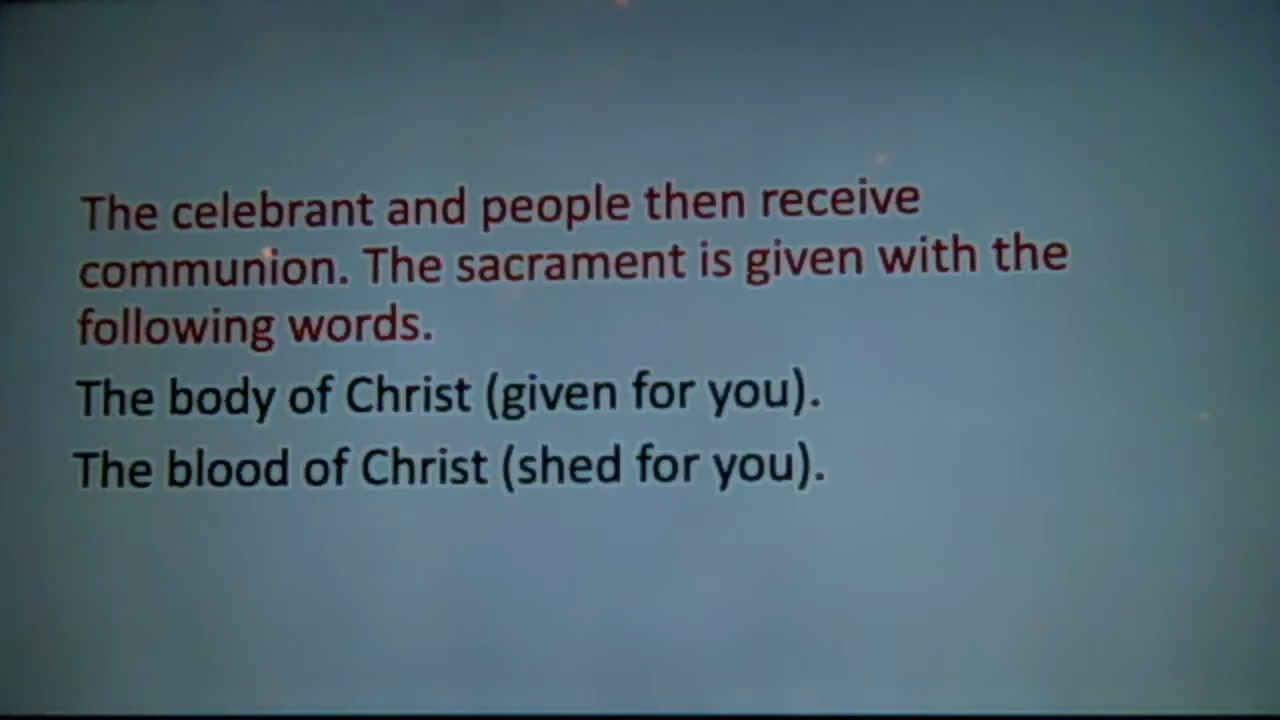 The celebrant and people then receive
communion. The sacrament is given with the
following words.
The body of Christ (given for you).
The blood of Christ (shed for you).